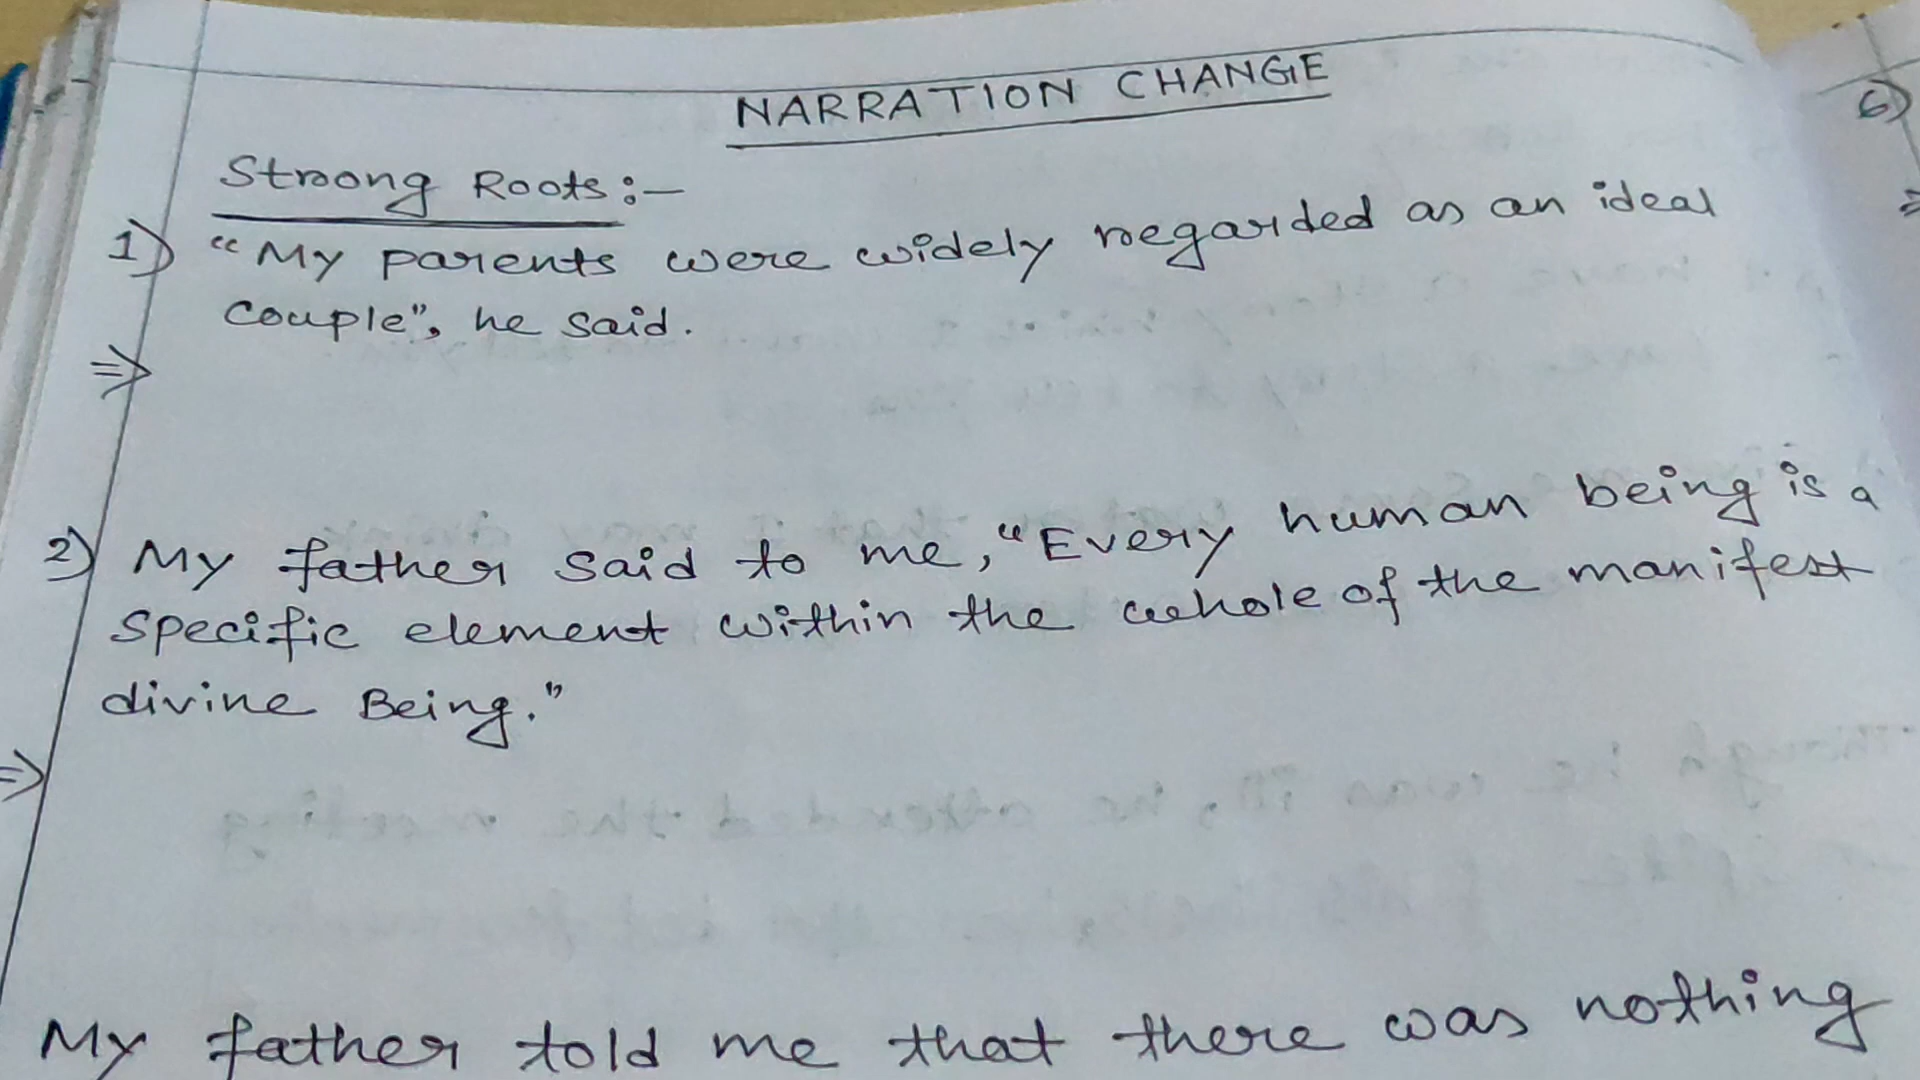 NARRATION CHANGE
6)
Strong Roots:-
1) "My parents were widely regarded as an ideal
couple", he said.
⇒
2) My father said to me, "Every human being is a
specific element within the whole of the manifest
divine Being."
⇒
My father told me that there was nothing